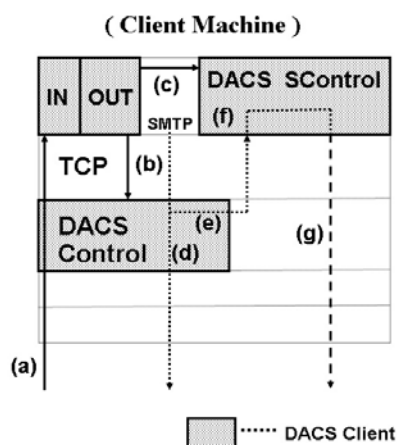 ( Client Machine )
IN OUT (c) DACS SControl
SMTP (f)
TCP (b)
DACS Control (e) (d) (g)
(a)
DACS Client